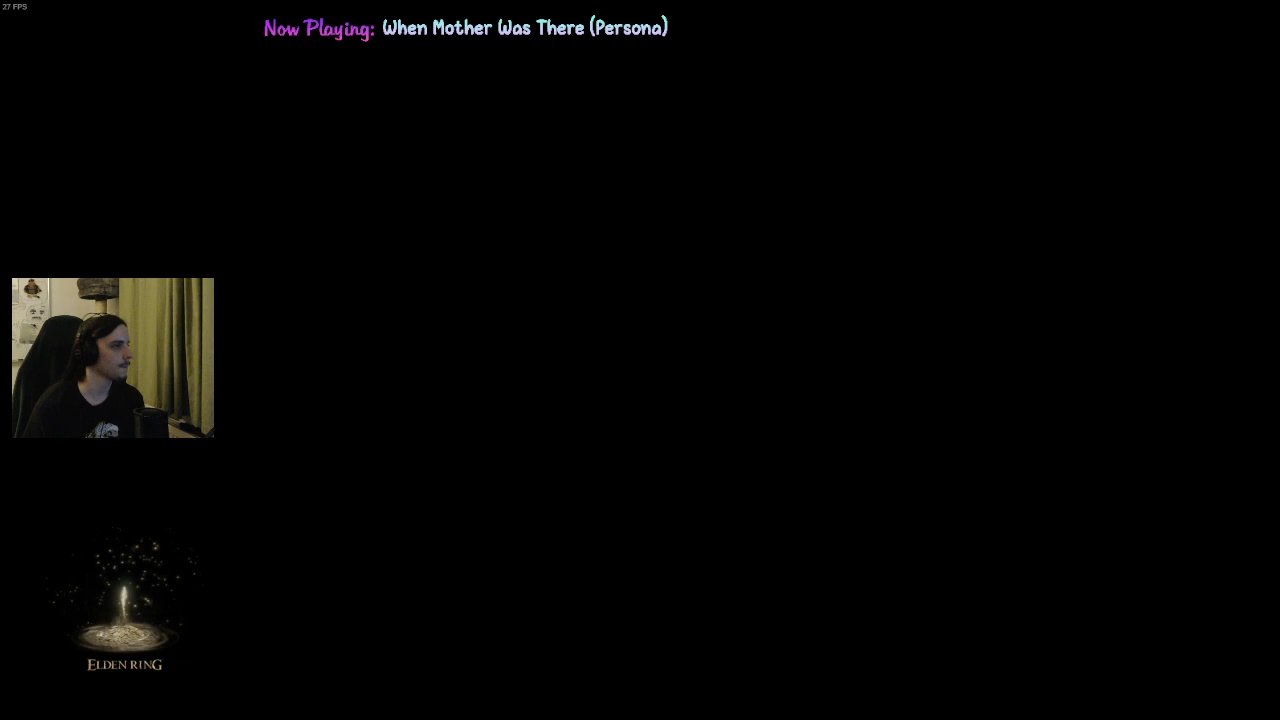 27 FPS
Now Playing: When Mother Was There (Persona)
ELDEN RING